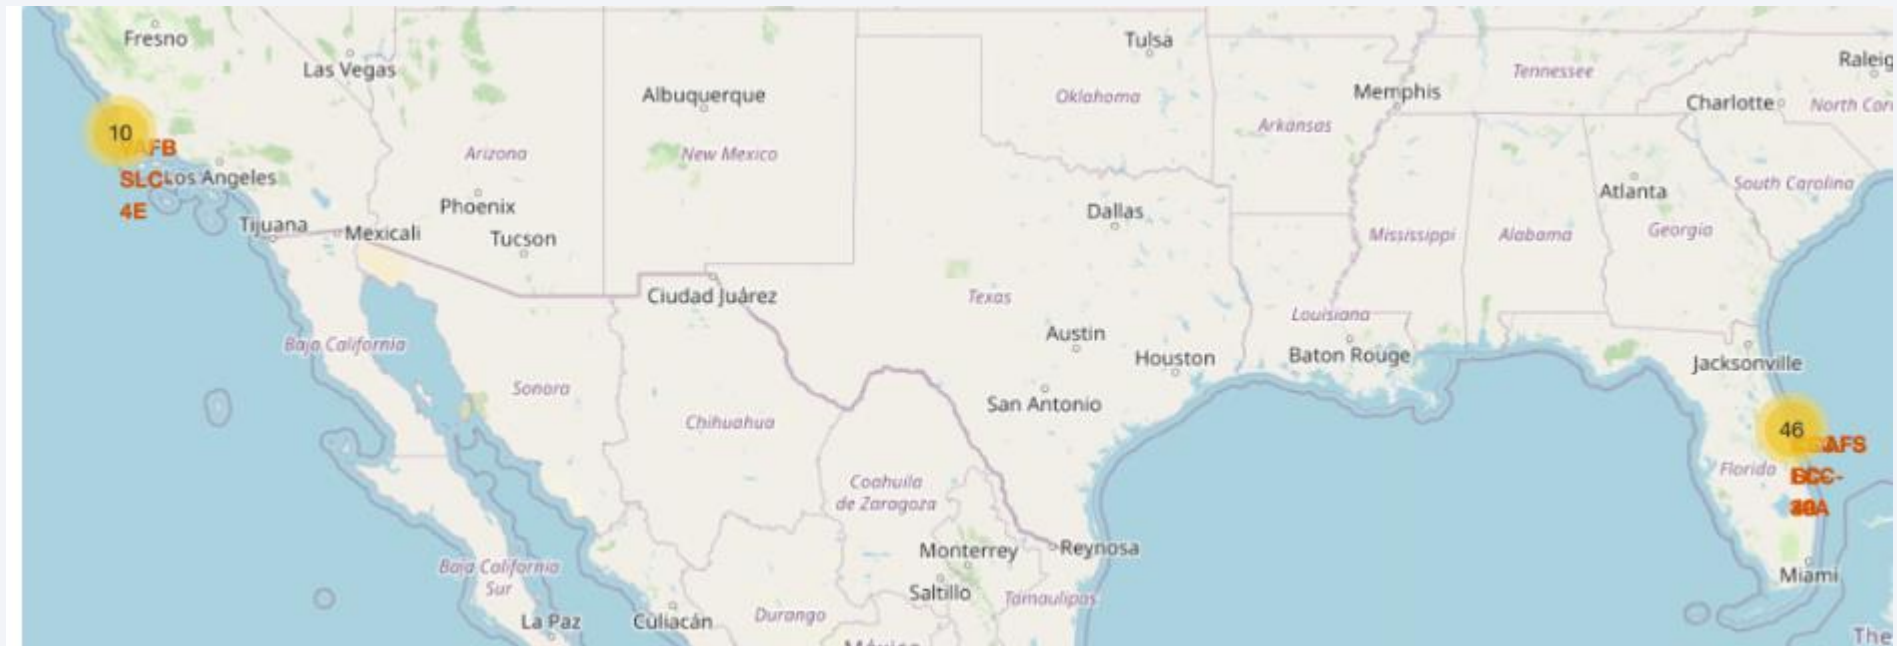 Fresno
Las Vegas
Albuquerque
Tulsa
Oklahoma
Memphis
Tennessee
Charlotte
Raleig
North Car
Arkansas
10
AFB
SLC-
4E
Los Angeles
Arizona
New Mexico
Phoenix
Tucson
Tijuana
Mexicali
Dallas
Atlanta
South Carolina
Mississippi
Alabama
Georgia
Ciudad Juárez
Texas
Louisiana
Austin
Houston
Baton Rouge
Jacksonville
Baja California
Sonora
Chihuahua
San Antonio
46
AFS
Florida
Coahuila
de Zaragoza
Monterrey
Reynosa
Saltillo
Tamaulipas
Miami
Baja California
Sur
La Paz
Culiacán
Durango
México
The